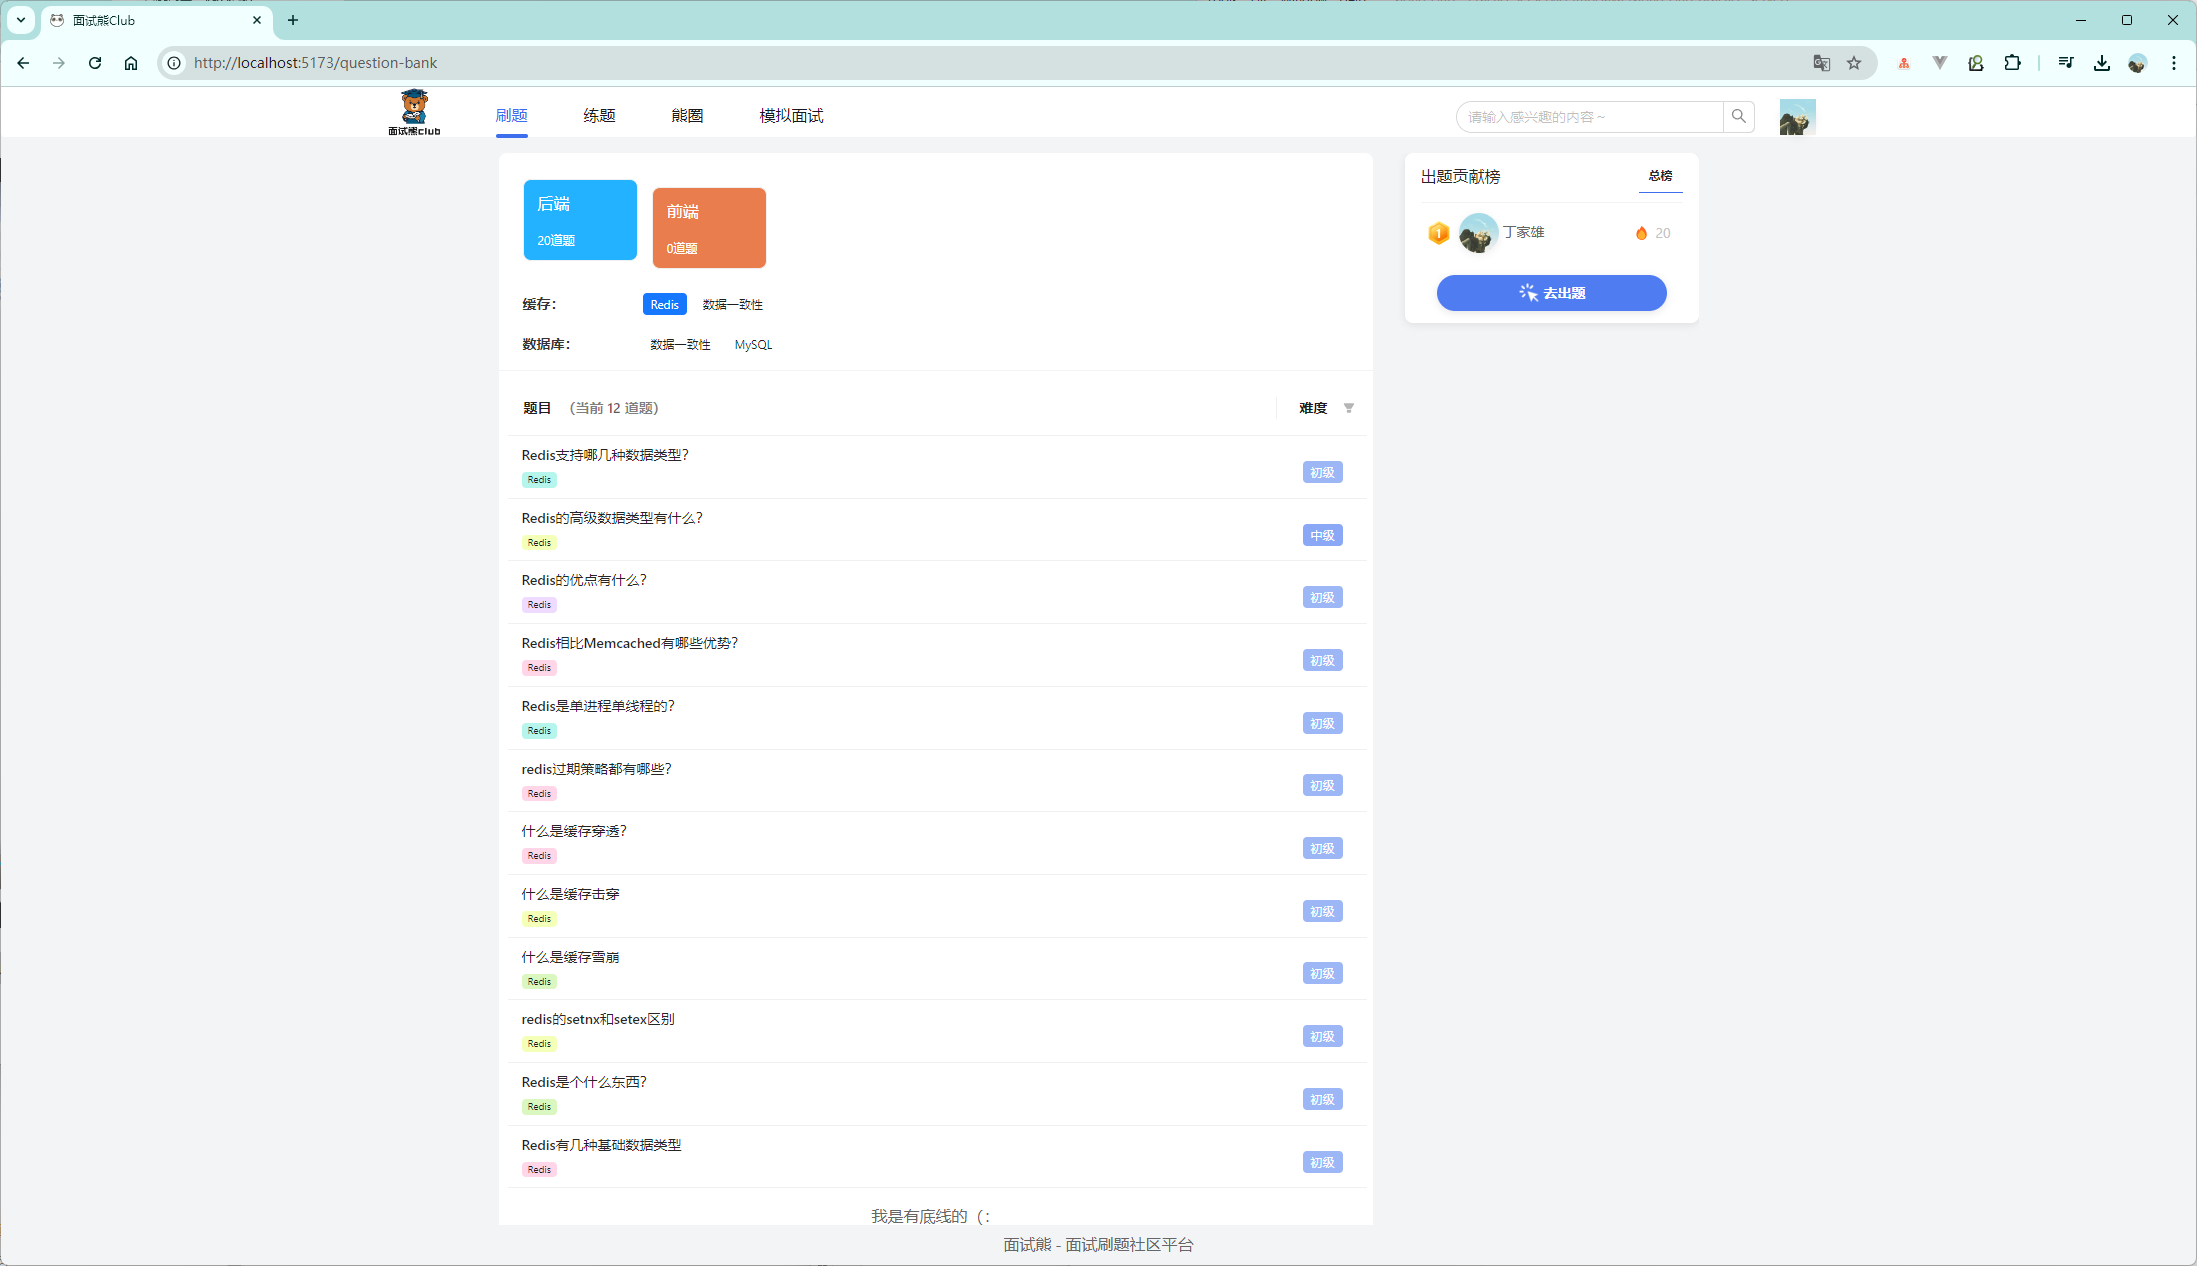 面试熊Club
http://localhost:5173/question-bank
面试熊club
刷题 练题 熊圈 模拟面试
请输入感兴趣的内容~
后端
20道题
前端
0道题
缓存: Redis 数据一致性
数据库: 数据一致性 MySQL
题目 (当前 12 道题) 难度
Redis支持哪几种数据类型?
Redis
初级
Redis的高级数据类型有什么?
Redis
中级
Redis的优点有什么?
Redis
初级
Redis相比Memcached有哪些优势?
Redis
初级
Redis是单进程单线程的?
Redis
初级
redis过期策略都有哪些?
Redis
初级
什么是缓存穿透?
Redis
初级
什么是缓存击穿
Redis
初级
什么是缓存雪崩
Redis
初级
redis的setnx和setex区别
Redis
初级
Redis是个什么东西?
Redis
初级
Redis有几种基础数据类型
Redis
初级
我是有底线的 (:
出题贡献榜 总榜
1 丁家雄 20
去出题
面试熊 - 面试刷题社区平台